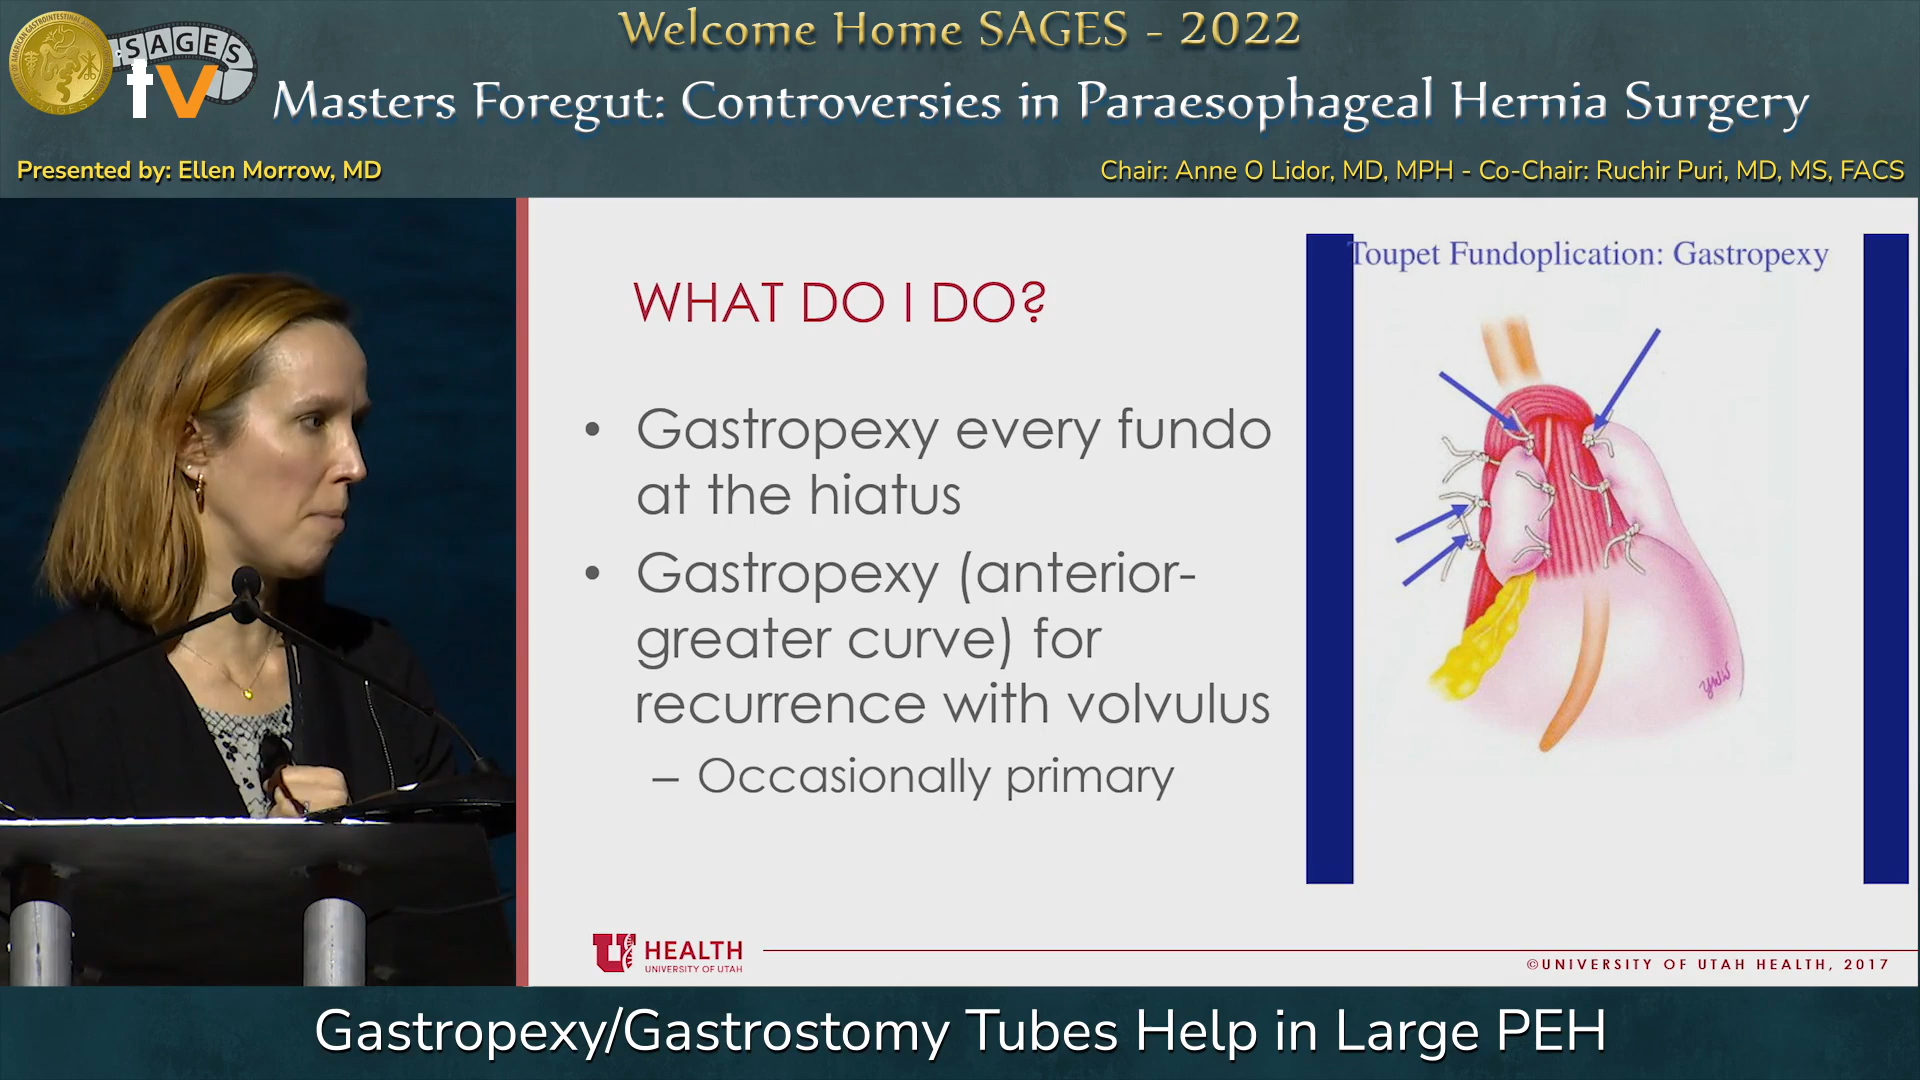 Welcome Home SAGES - 2022
SAGES
tv
Masters Foregut: Controversies in Paraesophageal Hernia Surgery
Presented by: Ellen Morrow, MD
Chair: Anne O Lidor, MD, MPH - Co-Chair: Ruchir Puri, MD, MS, FACS
WHAT DO I DO?
• Gastropexy every fundo
at the hiatus
• Gastropexy (anterior-
greater curve) for
recurrence with volvulus
– Occasionally primary
Toupet Fundoplication: Gastropexy
U HEALTH
UNIVERSITY OF UTAH
©UNIVERSITY OF UTAH HEALTH, 2017
Gastropexy/Gastrostomy Tubes Help in Large PEH